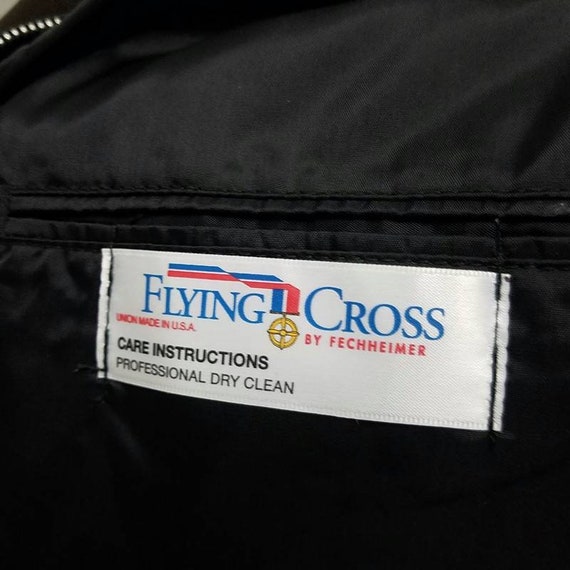 FLYING CROSS
UNION MADE IN U.S.A.
BY FECHHEIMER
CARE INSTRUCTIONS
PROFESSIONAL DRY CLEAN